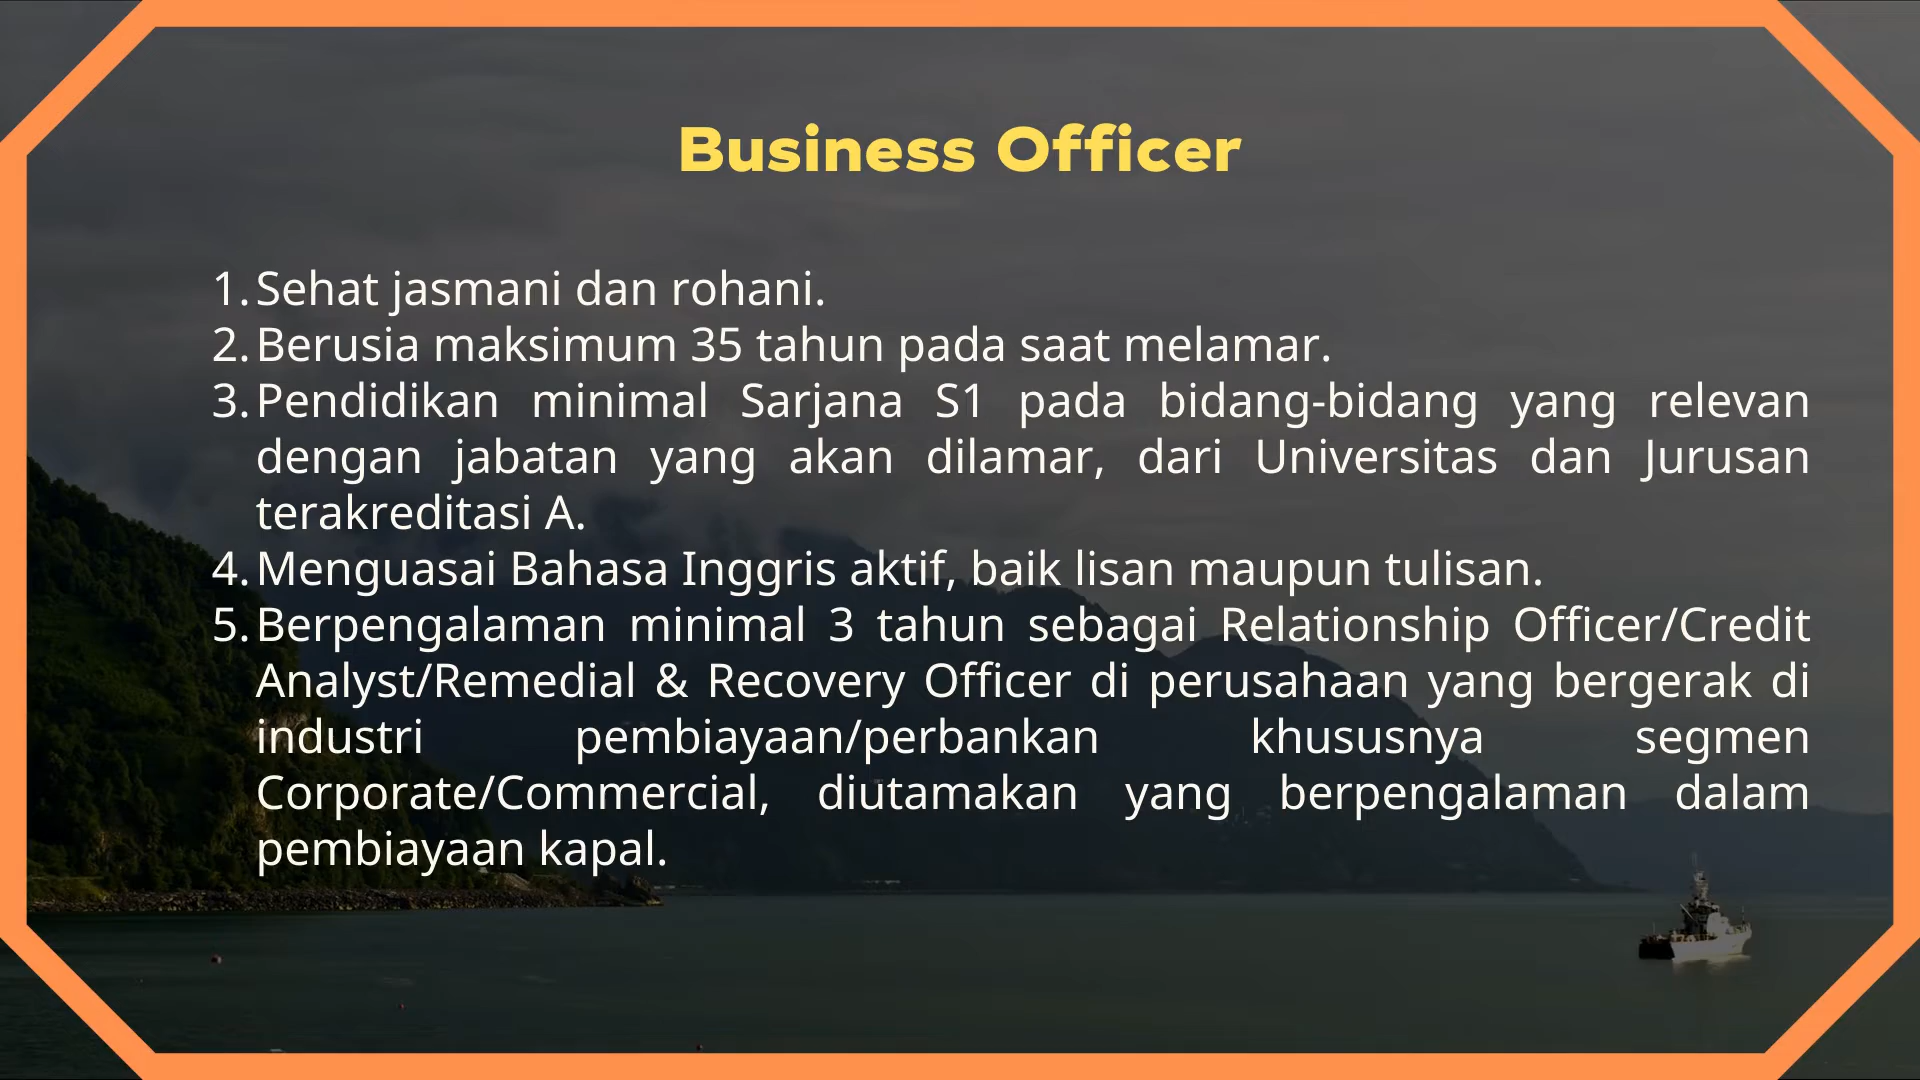 Business Officer
1. Sehat jasmani dan rohani.
2. Berusia maksimum 35 tahun pada saat melamar.
3. Pendidikan minimal Sarjana S1 pada bidang-bidang yang relevan
dengan jabatan yang akan dilamar, dari Universitas dan Jurusan
terakreditasi A.
4. Menguasai Bahasa Inggris aktif, baik lisan maupun tulisan.
5. Berpengalaman minimal 3 tahun sebagai Relationship Officer/Credit
Analyst/Remedial & Recovery Officer di perusahaan yang bergerak di
industri pembiayaan/perbankan khususnya segmen
Corporate/Commercial, diutamakan yang berpengalaman dalam
pembiayaan kapal.